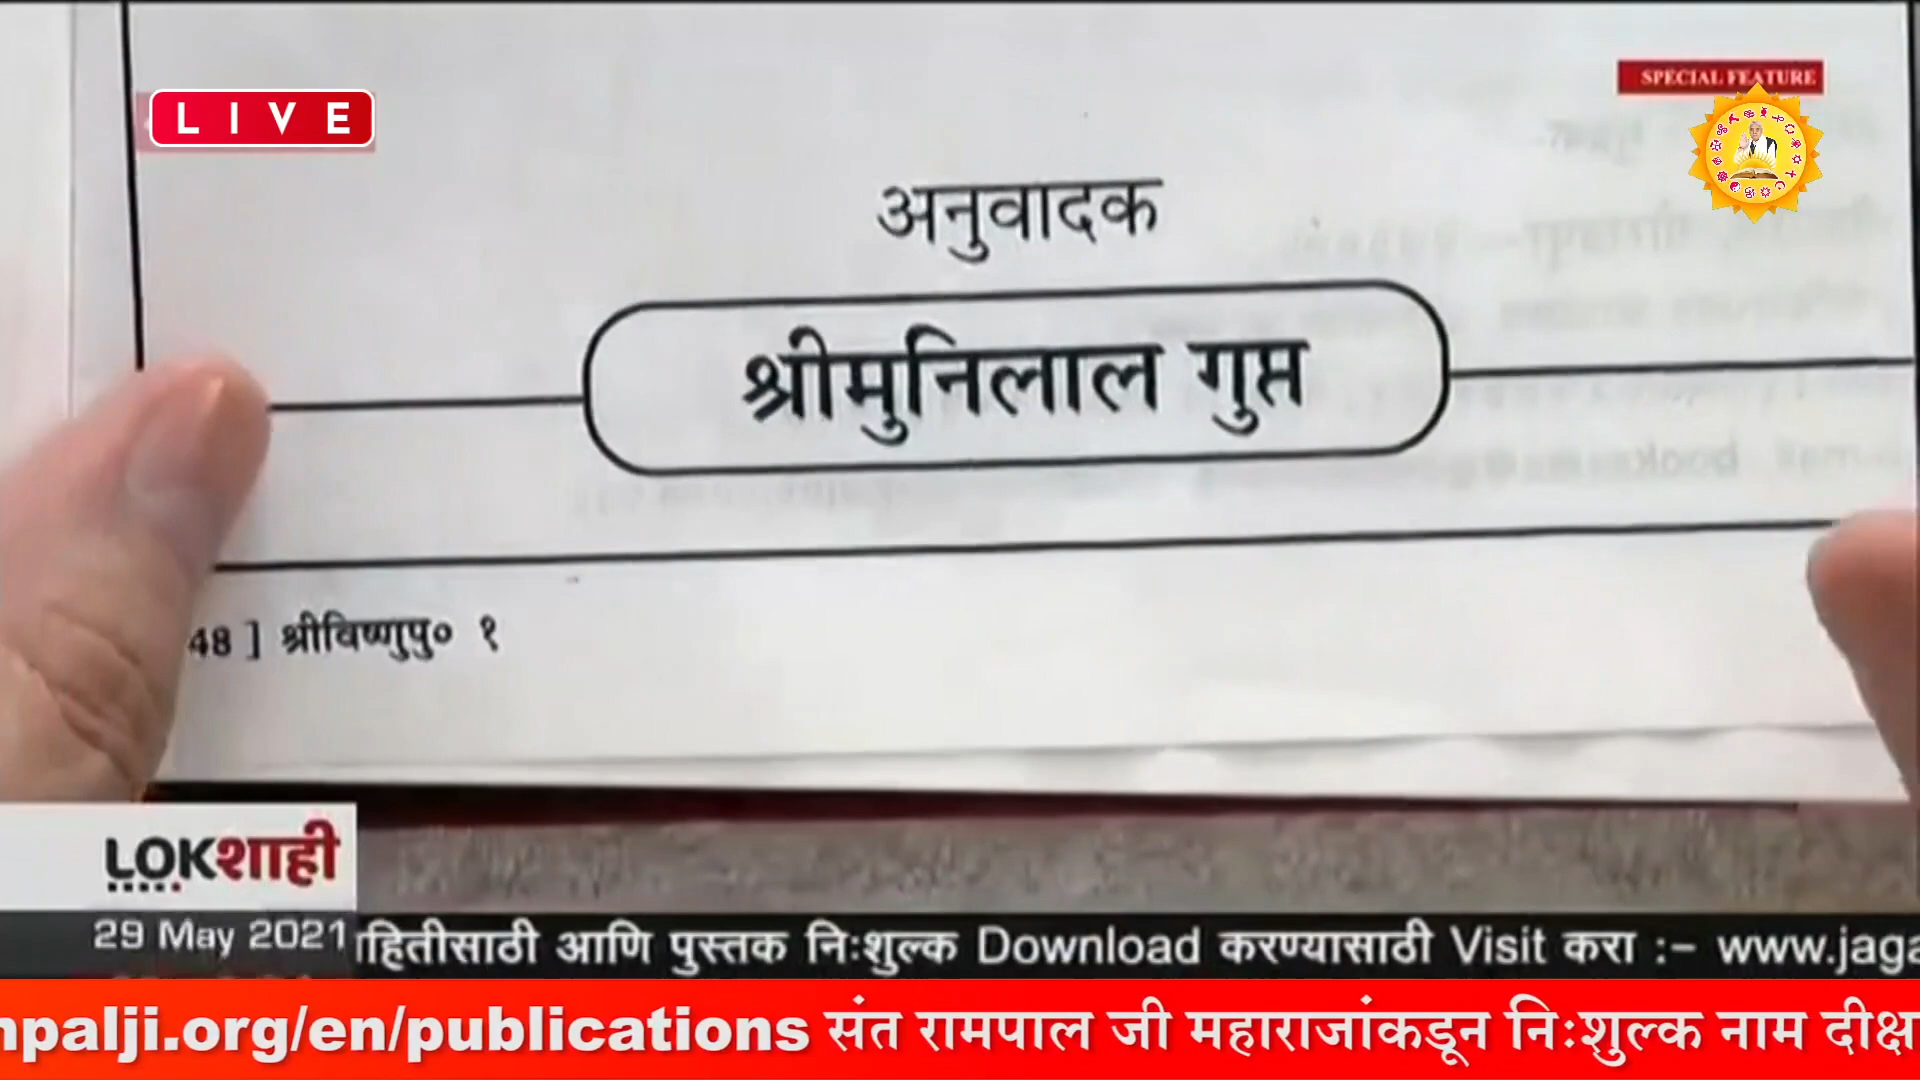 LIVE
SPECIAL FEATURE
अनुवादक
श्रीमुनिलाल गुप्त
48 ] श्रीविष्णुपु० १
LOKशाही
29 May 2021
हितीसाठी आणि पुस्तक निःशुल्क Download करण्यासाठी Visit करा :- www.jaga
npalji.org/en/publications संत रामपाल जी महाराजांकडून निःशुल्क नाम दीक्ष